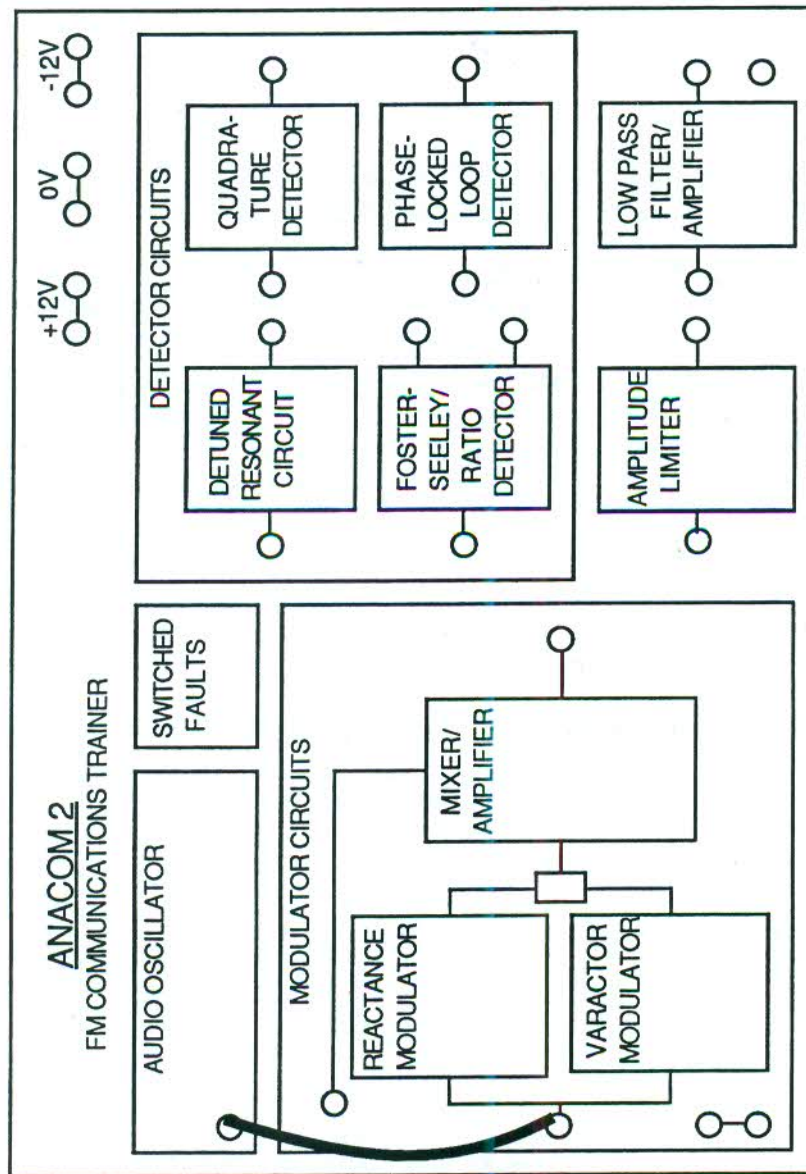 ANACOM 2
FM COMMUNICATIONS TRAINER
+12V
0V
-12V
AUDIO OSCILLATOR
SWITCHED
FAULTS
MODULATOR CIRCUITS
REACTANCE
MODULATOR
VARACTOR
MODULATOR
MIXER/
AMPLIFIER
DETECTOR CIRCUITS
DETUNED
RESONANT
CIRCUIT
QUADRA-
TURE
DETECTOR
FOSTER-
SEELEY/
RATIO
DETECTOR
PHASE-
LOCKED
LOOP
DETECTOR
AMPLITUDE
LIMITER
LOW PASS
FILTER/
AMPLIFIER